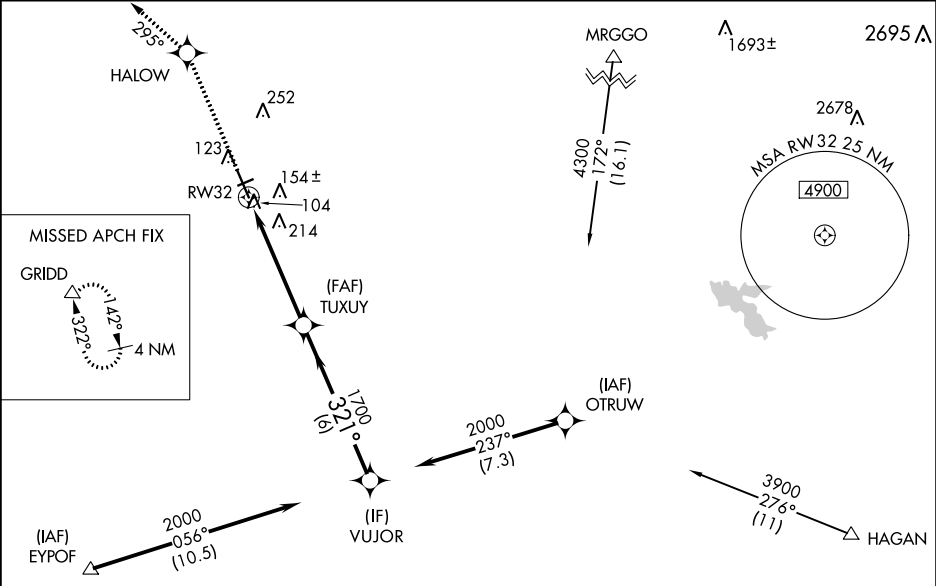 295°
HALOW
252
123
RW32
154±
104
214
MRGGO
4300
172°
(16.1)
1693±
2695
2678
MSA RW32 25 NM
4900
MISSED APCH FIX
GRIDD
142°
322°
4 NM
(FAF)
TUXUY
1700
321°
(6)
(IAF)
OTRUW
2000
237°
(7.3)
(IF)
VUJOR
(IAF)
EYPOF
2000
056°
(10.5)
3900
276°
(11)
HAGAN